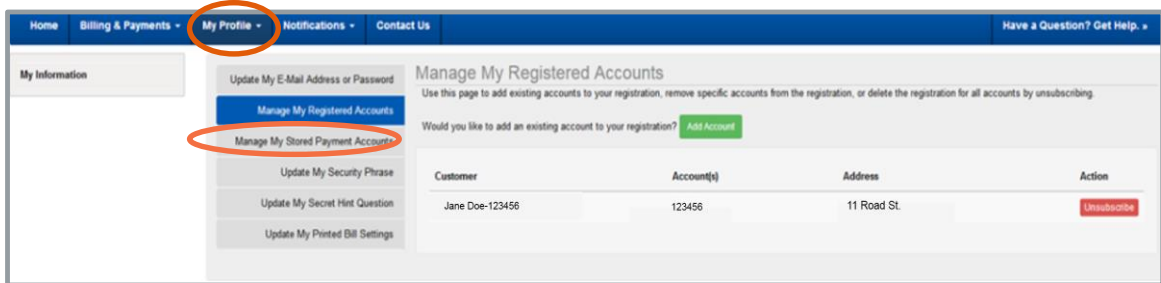 Home Billing & Payments My Profile Notifications Contact Us Have a Question? Get Help. »
My Information
Update My E-Mail Address or Password
Manage My Registered Accounts
Manage My Stored Payment Accounts
Update My Security Phrase
Update My Secret Hint Question
Update My Printed Bill Settings
Manage My Registered Accounts
Use this page to add existing accounts to your registration, remove specific accounts from the registration, or delete the registration for all accounts by unsubscribing.
Would you like to add an existing account to your registration? Add Account
Customer Account(s) Address Action
Jane Doe-123456 123456 11 Road St. Unsubscribe